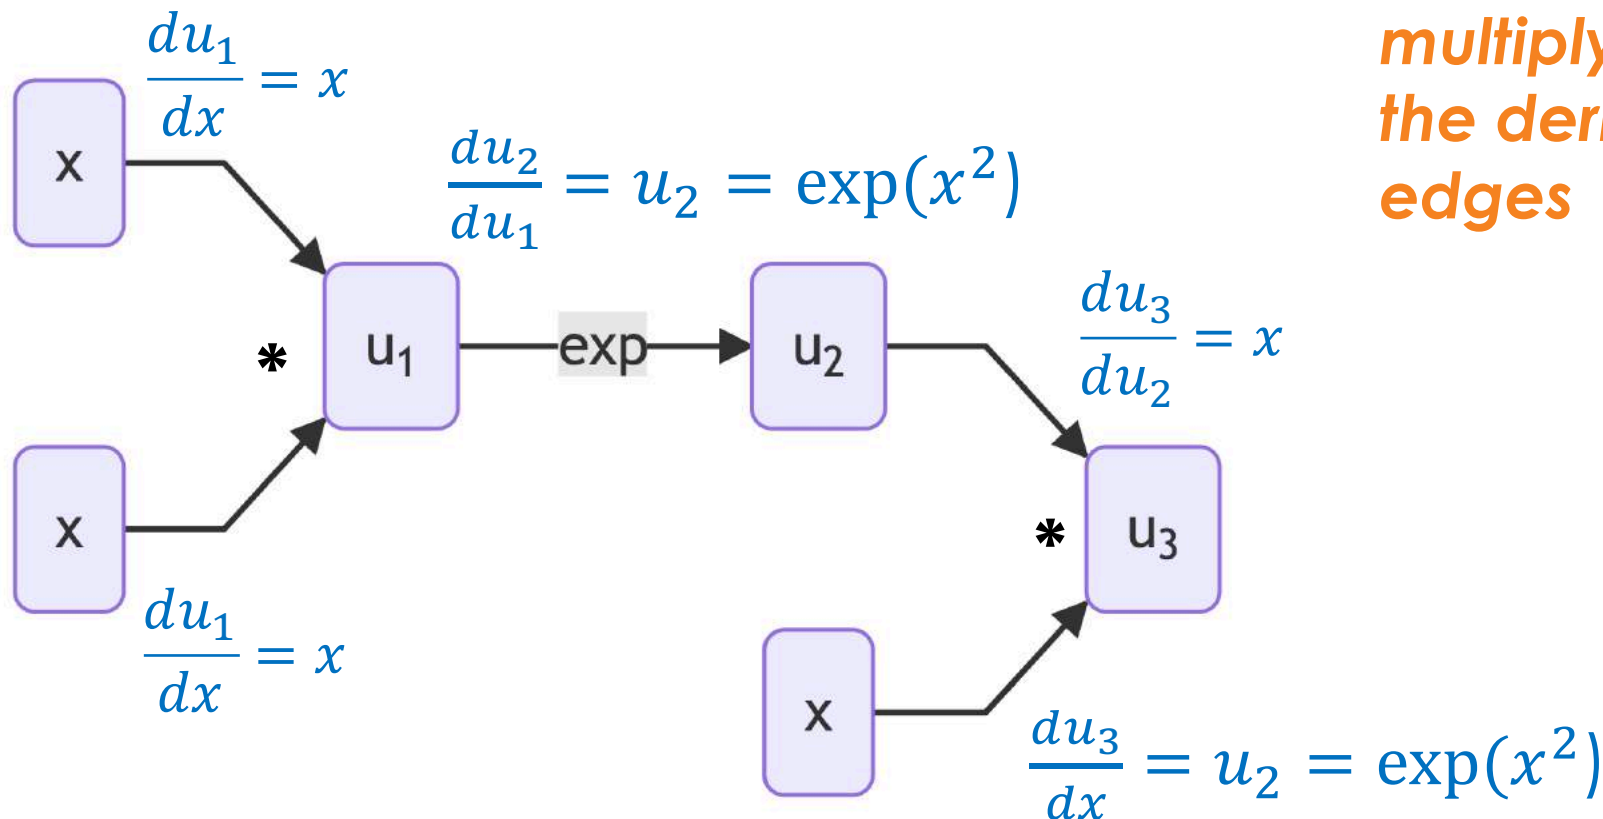 du₁/dx = x
multiply
the der
edges
x
du₂/du₁ = u₂ = exp(x²)
du₃/du₂ = x
* u₁ exp u₂
x
* u₃
du₁/dx = x
x
du₃/dx = u₂ = exp(x²)